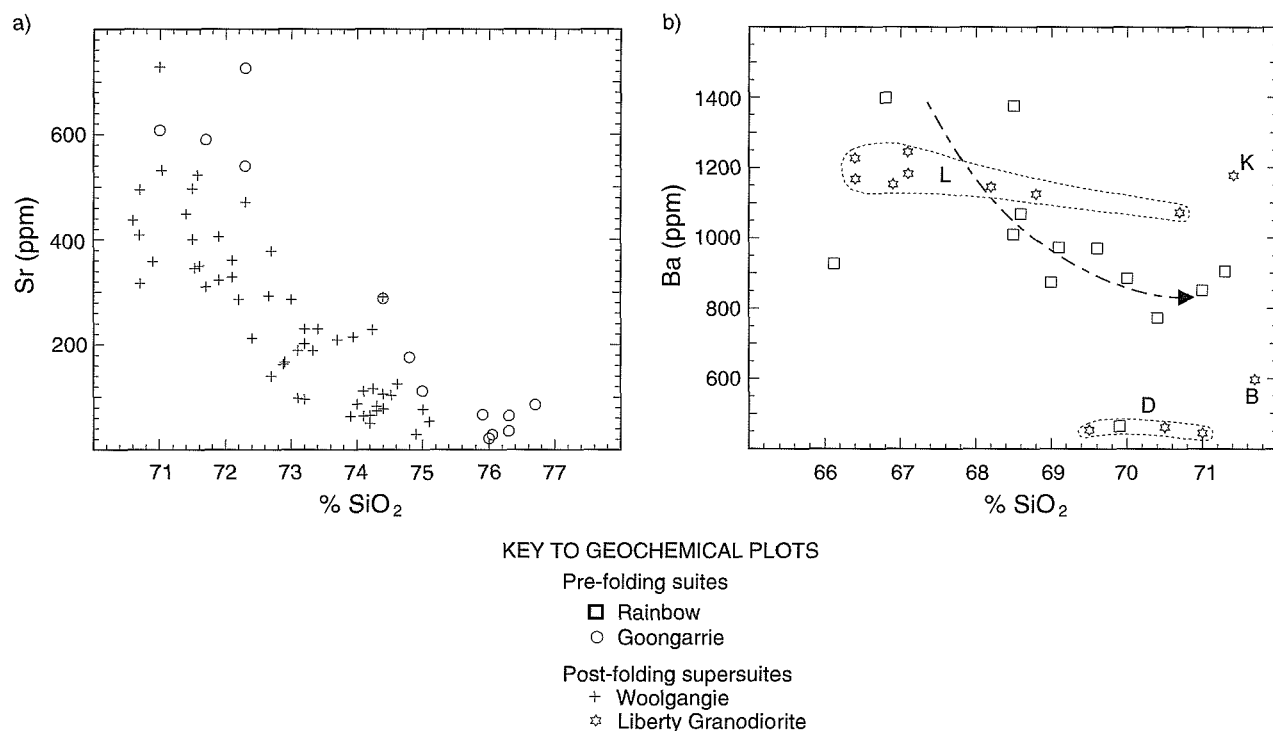 a)
Sr (ppm)
600
400
200
71 72 73 74 75 76 77
% SiO₂
b)
Ba (ppm)
1400
1200
1000
800
600
L
K
B
D
66 67 68 69 70 71
% SiO₂
KEY TO GEOCHEMICAL PLOTS
Pre-folding suites
Rainbow
Goongarrie
Post-folding supersuites
Woolgangie
Liberty Granodiorite